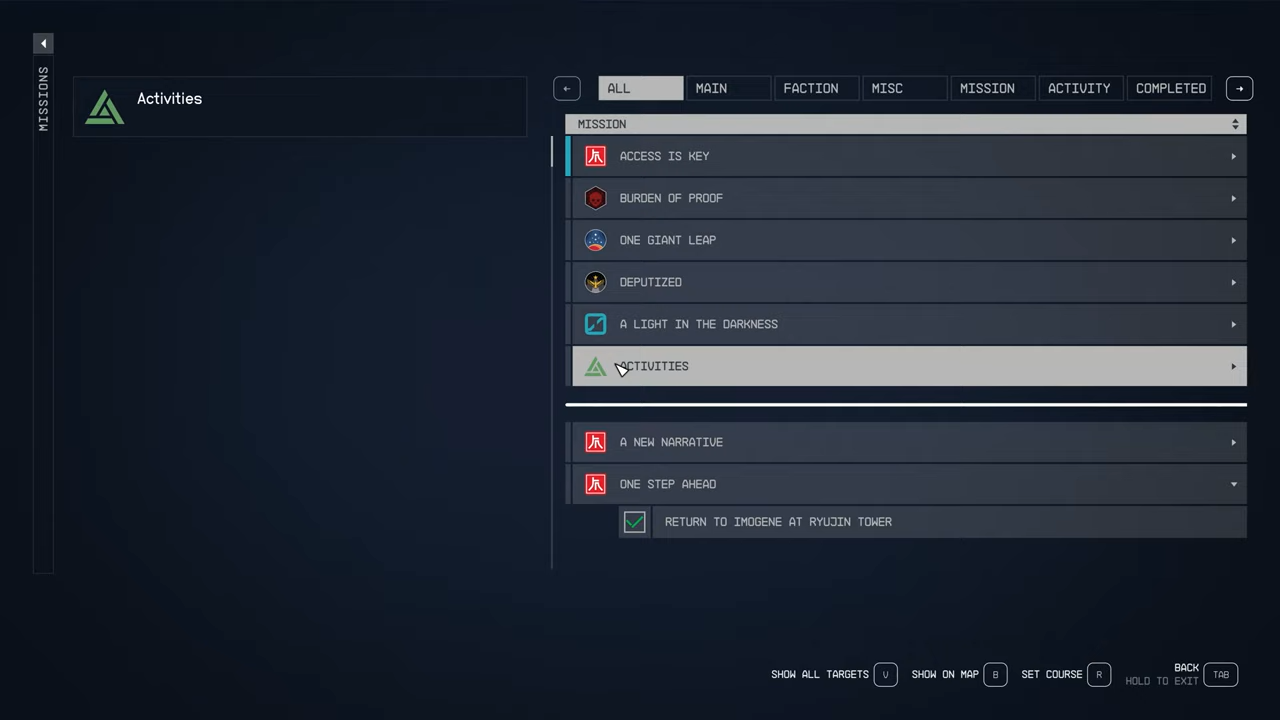 MISSIONS
Activities
ALL MAIN FACTION MISC MISSION ACTIVITY COMPLETED
MISSION
ACCESS IS KEY
BURDEN OF PROOF
ONE GIANT LEAP
DEPUTIZED
A LIGHT IN THE DARKNESS
ACTIVITIES
A NEW NARRATIVE
ONE STEP AHEAD
RETURN TO IMOGENE AT RYUJIN TOWER
SHOW ALL TARGETS V SHOW ON MAP B SET COURSE R BACK TAB
HOLD TO EXIT